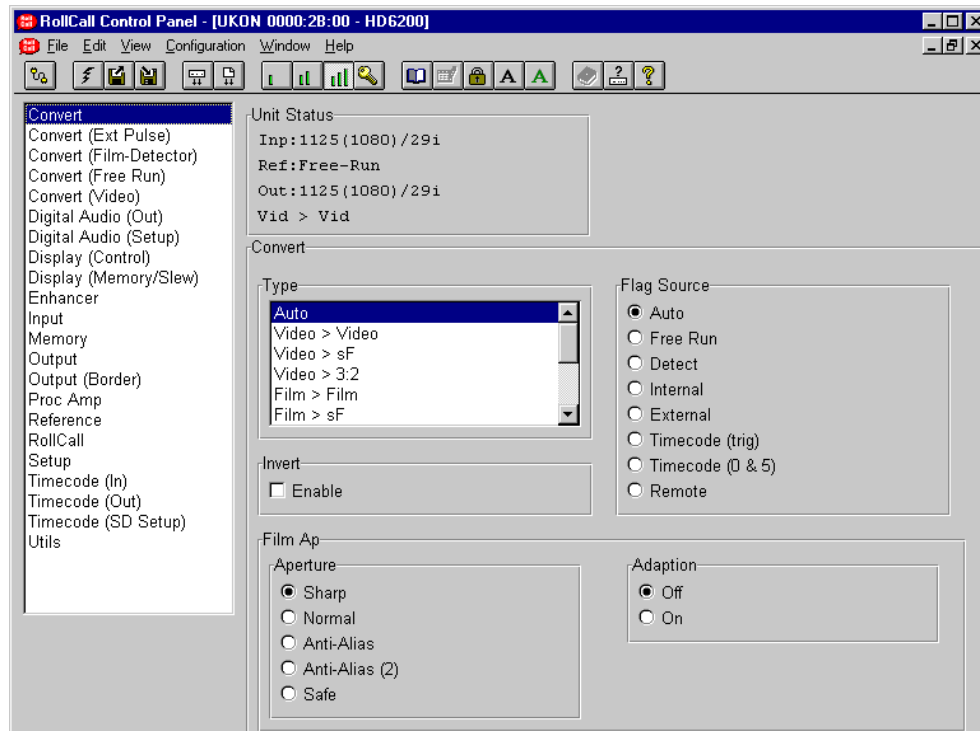 RollCall Control Panel - [UKON 0000:2B:00 - HD6200]
File Edit View Configuration Window Help
A A
Convert
Convert (Ext Pulse)
Convert (Film-Detector)
Convert (Free Run)
Convert (Video)
Digital Audio (Out)
Digital Audio (Setup)
Display (Control)
Display (Memory/Slew)
Enhancer
Input
Memory
Output
Output (Border)
Proc Amp
Reference
RollCall
Setup
Timecode (In)
Timecode (Out)
Timecode (SD Setup)
Utils
Unit Status
Inp:1125(1080)/29i
Ref:Free-Run
Out:1125(1080)/29i
Vid > Vid
Convert
Type
Auto
Video > Video
Video > sF
Video > 3:2
Film > Film
Film > sF
Flag Source
Auto
Free Run
Detect
Internal
External
Timecode (trig)
Timecode (0 & 5)
Remote
Invert
Enable
Film Ap
Aperture
Sharp
Normal
Anti-Alias
Anti-Alias (2)
Safe
Adaption
Off
On